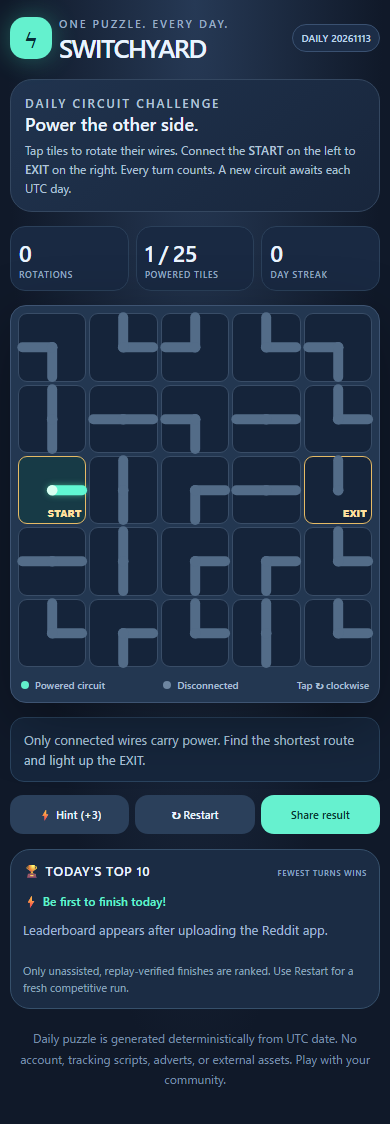 ONE PUZZLE. EVERY DAY.
SWITCHYARD
DAILY 20261113
DAILY CIRCUIT CHALLENGE
Power the other side.
Tap tiles to rotate their wires. Connect the START on the left to
EXIT on the right. Every turn counts. A new circuit awaits each
UTC day.
0
ROTATIONS
1 / 25
POWERED TILES
0
DAY STREAK
START
EXIT
Powered circuit
Disconnected
Tap ↻ clockwise
Only connected wires carry power. Find the shortest route
and light up the EXIT.
⚡ Hint (+3)
↻ Restart
Share result
🏆 TODAY'S TOP 10
FEWEST TURNS WINS
⚡ Be first to finish today!
Leaderboard appears after uploading the Reddit app.
Only unassisted, replay-verified finishes are ranked. Use Restart for a
fresh competitive run.
Daily puzzle is generated deterministically from UTC date. No
account, tracking scripts, adverts, or external assets. Play with your
community.